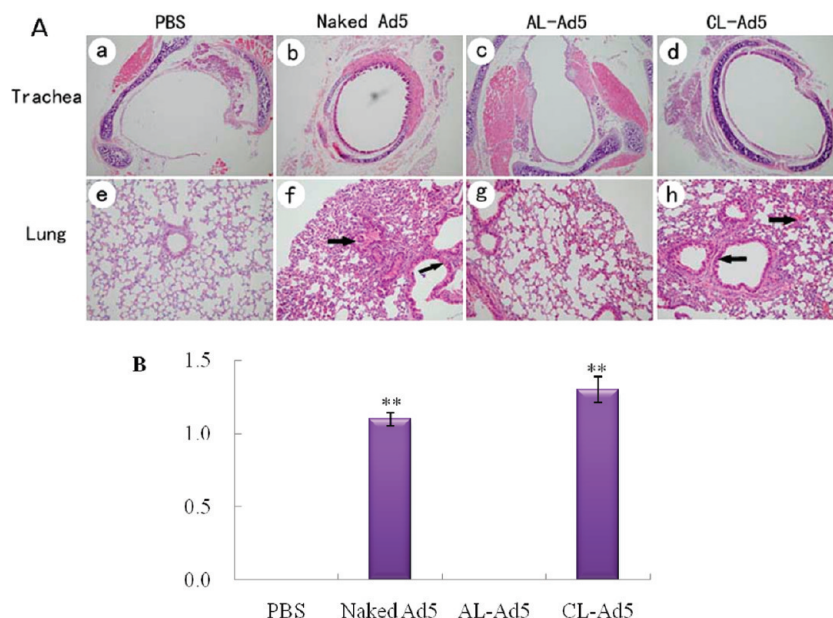 A
PBS
Naked Ad5
AL-Ad5
CL-Ad5
a
b
c
d
Trachea
e
f
g
h
Lung
B
1.5
**
**
1.0
0.5
0.0
PBS
Naked Ad5
AL-Ad5
CL-Ad5